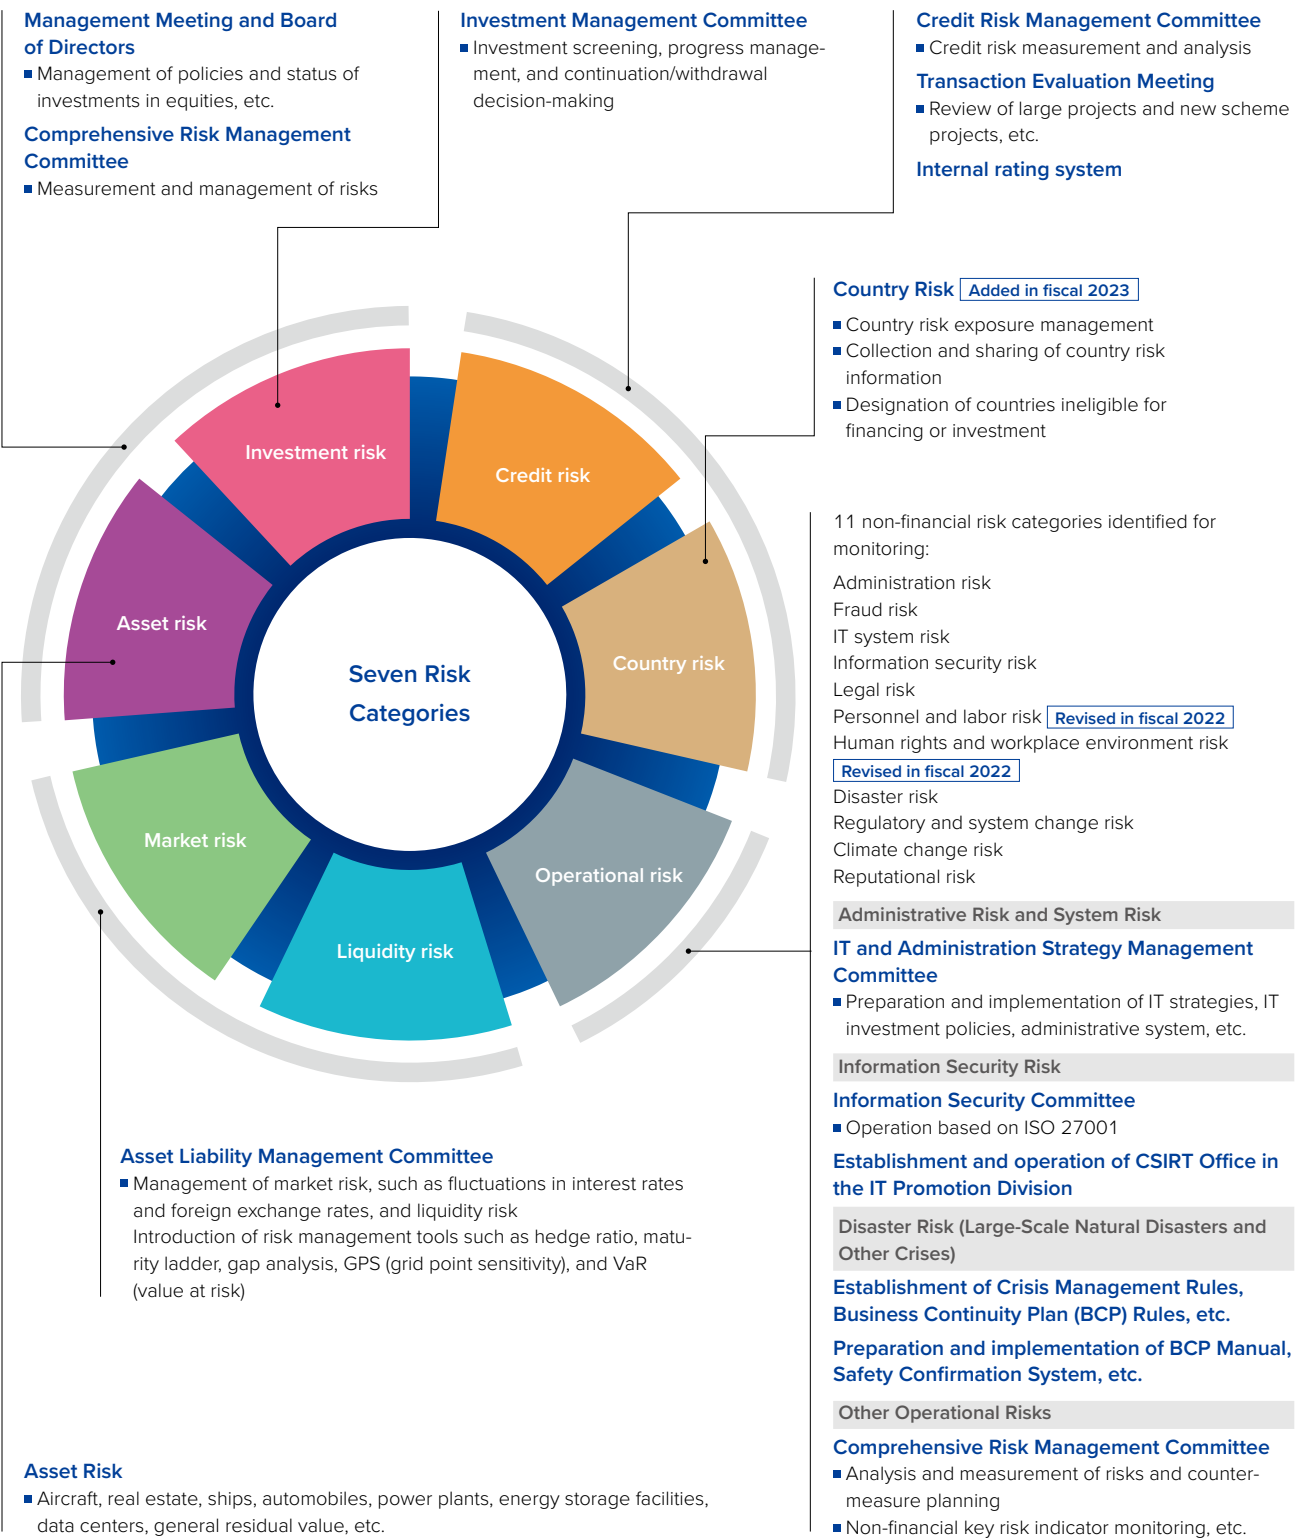 Management Meeting and Board
of Directors
Management of policies and status of
investments in equities, etc.
Comprehensive Risk Management
Committee
Measurement and management of risks
Investment Management Committee
Investment screening, progress manage-
ment, and continuation/withdrawal
decision-making
Credit Risk Management Committee
Credit risk measurement and analysis
Transaction Evaluation Meeting
Review of large projects and new scheme
projects, etc.
Internal rating system
Country Risk Added in fiscal 2023
Country risk exposure management
Collection and sharing of country risk
information
Designation of countries ineligible for
financing or investment
Investment risk
Credit risk
Asset risk
Country risk
Seven Risk
Categories
Market risk
Operational risk
Liquidity risk
11 non-financial risk categories identified for
monitoring:
Administration risk
Fraud risk
IT system risk
Information security risk
Legal risk
Personnel and labor risk Revised in fiscal 2022
Human rights and workplace environment risk
Revised in fiscal 2022
Disaster risk
Regulatory and system change risk
Climate change risk
Reputational risk
Administrative Risk and System Risk
IT and Administration Strategy Management
Committee
Preparation and implementation of IT strategies, IT
investment policies, administrative system, etc.
Information Security Risk
Information Security Committee
Operation based on ISO 27001
Establishment and operation of CSIRT Office in
the IT Promotion Division
Disaster Risk (Large-Scale Natural Disasters and
Other Crises)
Establishment of Crisis Management Rules,
Business Continuity Plan (BCP) Rules, etc.
Preparation and implementation of BCP Manual,
Safety Confirmation System, etc.
Other Operational Risks
Comprehensive Risk Management Committee
Analysis and measurement of risks and counter-
measure planning
Non-financial key risk indicator monitoring, etc.
Asset Liability Management Committee
Management of market risk, such as fluctuations in interest rates
and foreign exchange rates, and liquidity risk
Introduction of risk management tools such as hedge ratio, matu-
rity ladder, gap analysis, GPS (grid point sensitivity), and VaR
(value at risk)
Asset Risk
Aircraft, real estate, ships, automobiles, power plants, energy storage facilities,
data centers, general residual value, etc.